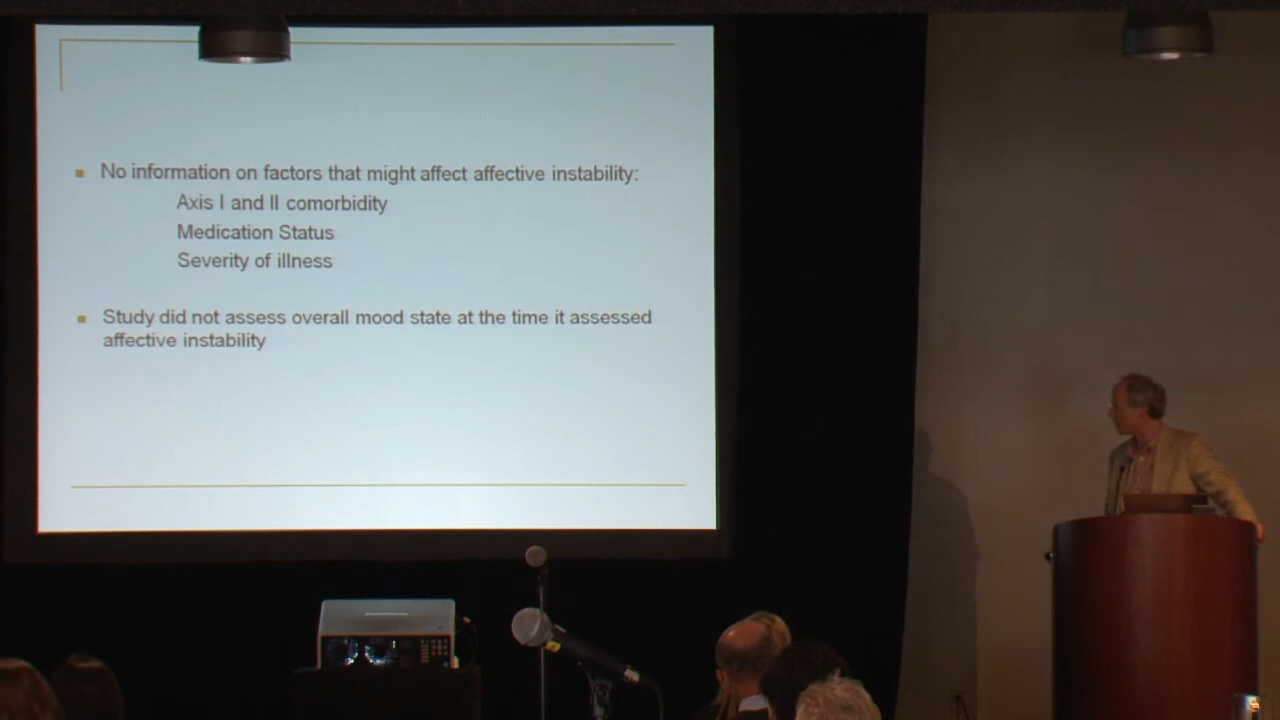 No information on factors that might affect affective instability:
Axis I and II comorbidity
Medication Status
Severity of illness
Study did not assess overall mood state at the time it assessed
affective instability